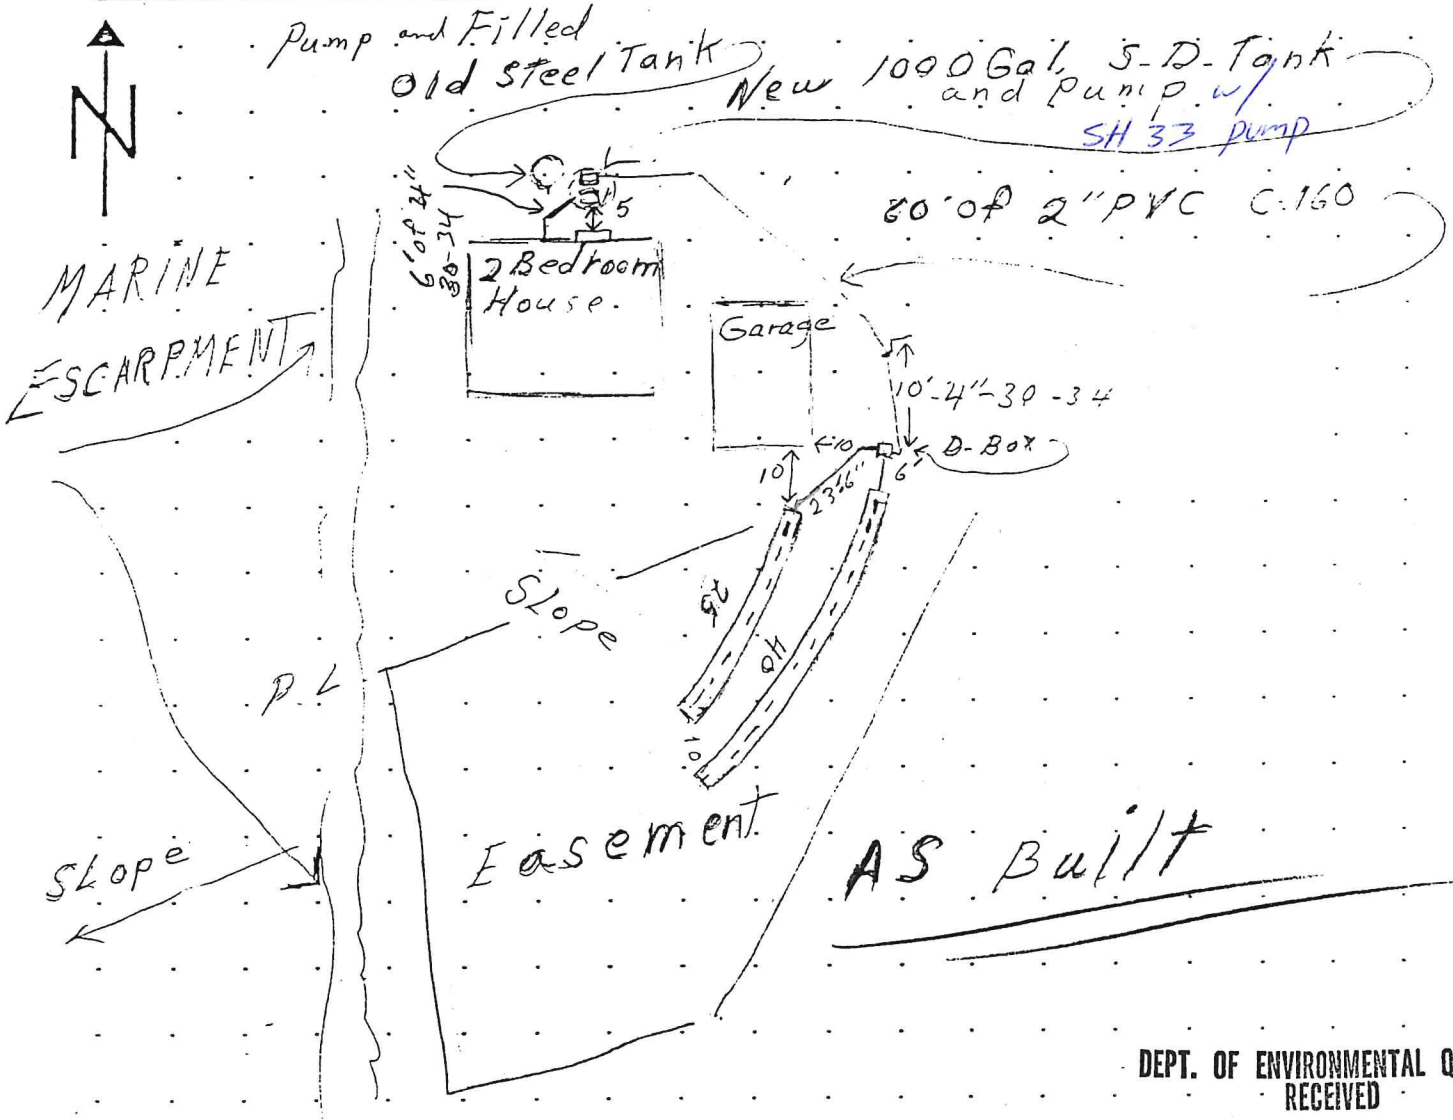 N
Pump and Filled
Old Steel Tank
New 1000 Gal, S-D-Tank
and Pump w/
SH 33 pump
6' of 4"
30-34
5
80' of 2" PVC C-160
MARINE
ESCARPMENT
2 Bedroom
House.
Garage
10'-4"-30-34
10
D-Box
10
23'6"
6'
Slope
75
40
P.L
10
Easement
Slope
AS Built
DEPT. OF ENVIRONMENTAL Q
RECEIVED